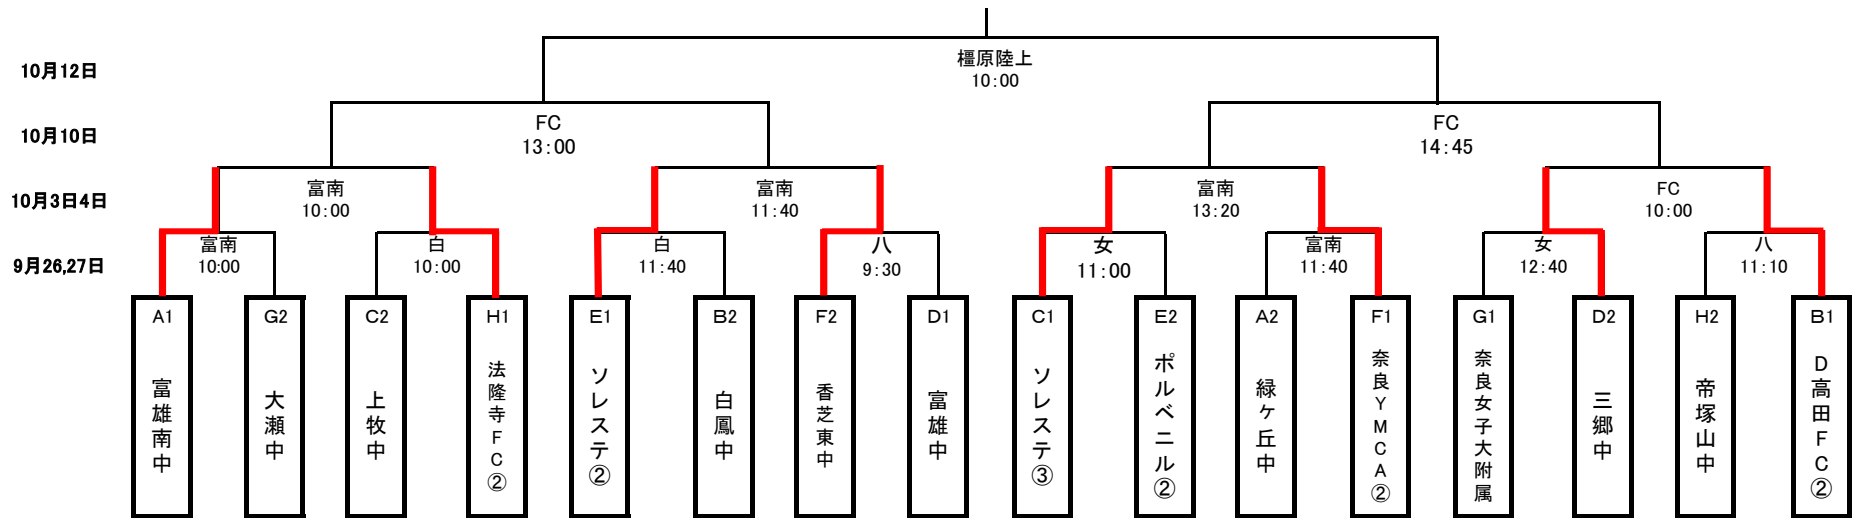 10月12日
橿原陸上
10:00
10月10日
FC
13:00
FC
14:45
10月3日4日
富南
10:00
富南
11:40
富南
13:20
FC
10:00
9月26,27日
富南
10:00
白
10:00
白
11:40
八
9:30
女
11:00
富南
11:40
女
12:40
八
11:10
A1
富雄南中
G2
大瀬中
C2
上牧中
H1
法隆寺FC②
E1
ソレステ②
B2
白鳳中
F2
香芝東中
D1
富雄中
C1
ソレステ③
E2
ポルベニル②
A2
緑ヶ丘中
F1
奈良YMCA②
G1
奈良女子大附属
D2
三郷中
H2
帝塚山中
B1
D高田FC②